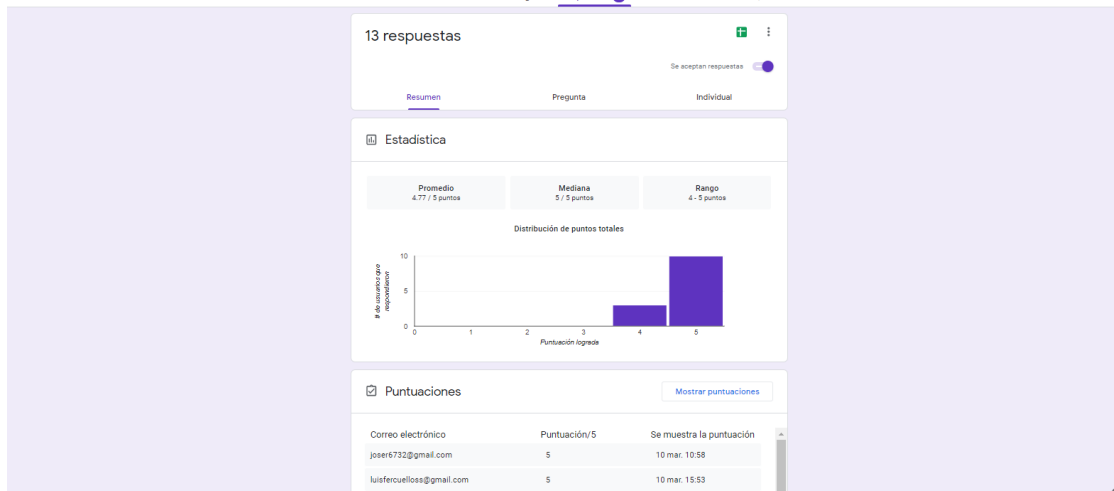 13 respuestas
Se aceptan respuestas
Resumen Pregunta Individual
Estadística
Promedio Mediana Rango
4.77 / 5 puntos 5 / 5 puntos 4 - 5 puntos
Distribución de puntos totales
# de usuarios que
respondieron
10
5
0
0 1 2 3 4 5
Puntuación lograda
Puntuaciones Mostrar puntuaciones
Correo electrónico Puntuación/5 Se muestra la puntuación
joser6732@gmail.com 5 10 mar. 10:58
luisfercuelloss@gmail.com 5 10 mar. 15:53